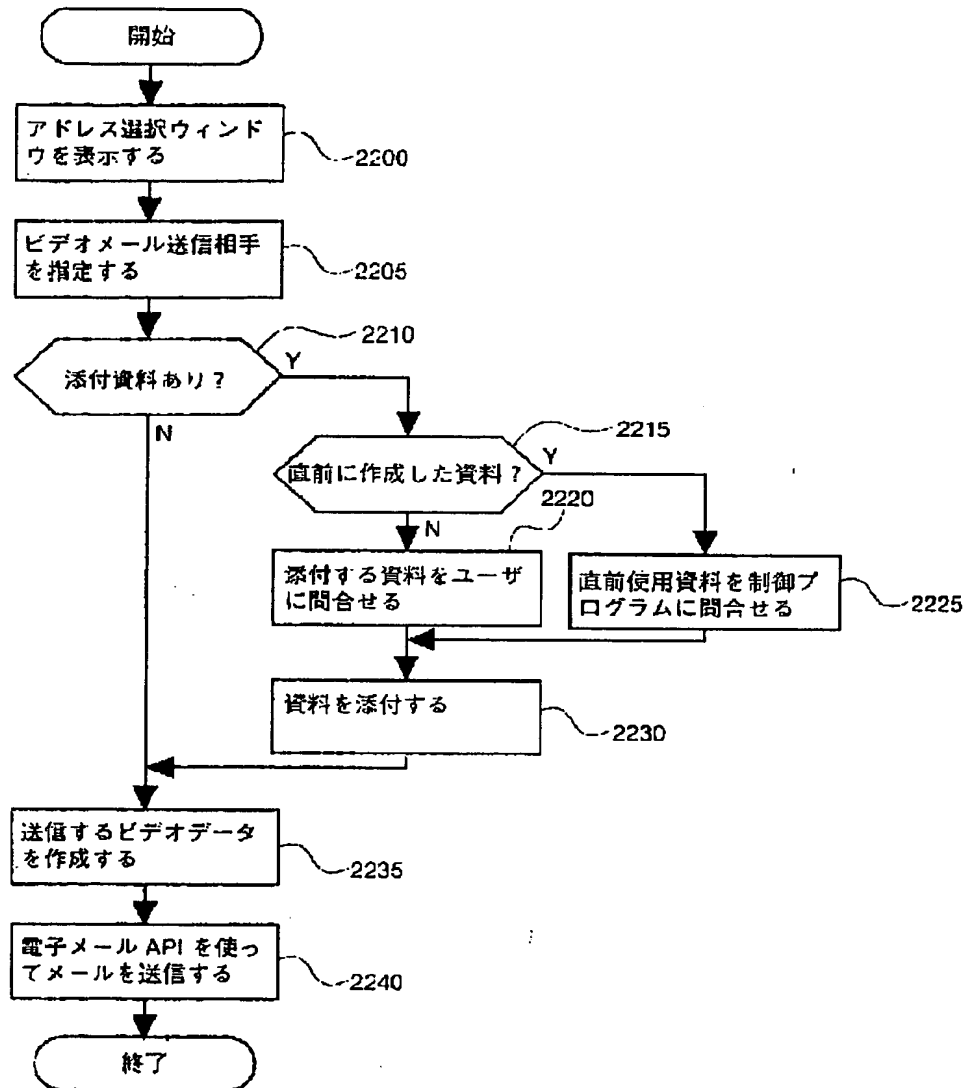 開始
アドレス選択ウィンド
ウを表示する
2200
ビデオメール送信相手
を指定する
2205
2210
添付資料あり？
Y
N
2215
直前に作成した資料？
Y
2220
N
添付する資料をユーザ
に問合せる
直前使用資料を制御プ
ログラムに問合せる
2225
資料を添付する
2230
送信するビデオデータ
を作成する
2235
電子メール API を使っ
てメールを送信する
2240
終了